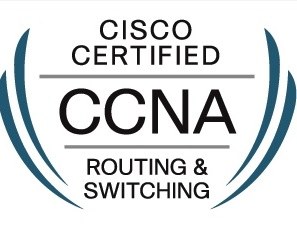 CISCO
CERTIFIED
CCNA
ROUTING &
SWITCHING